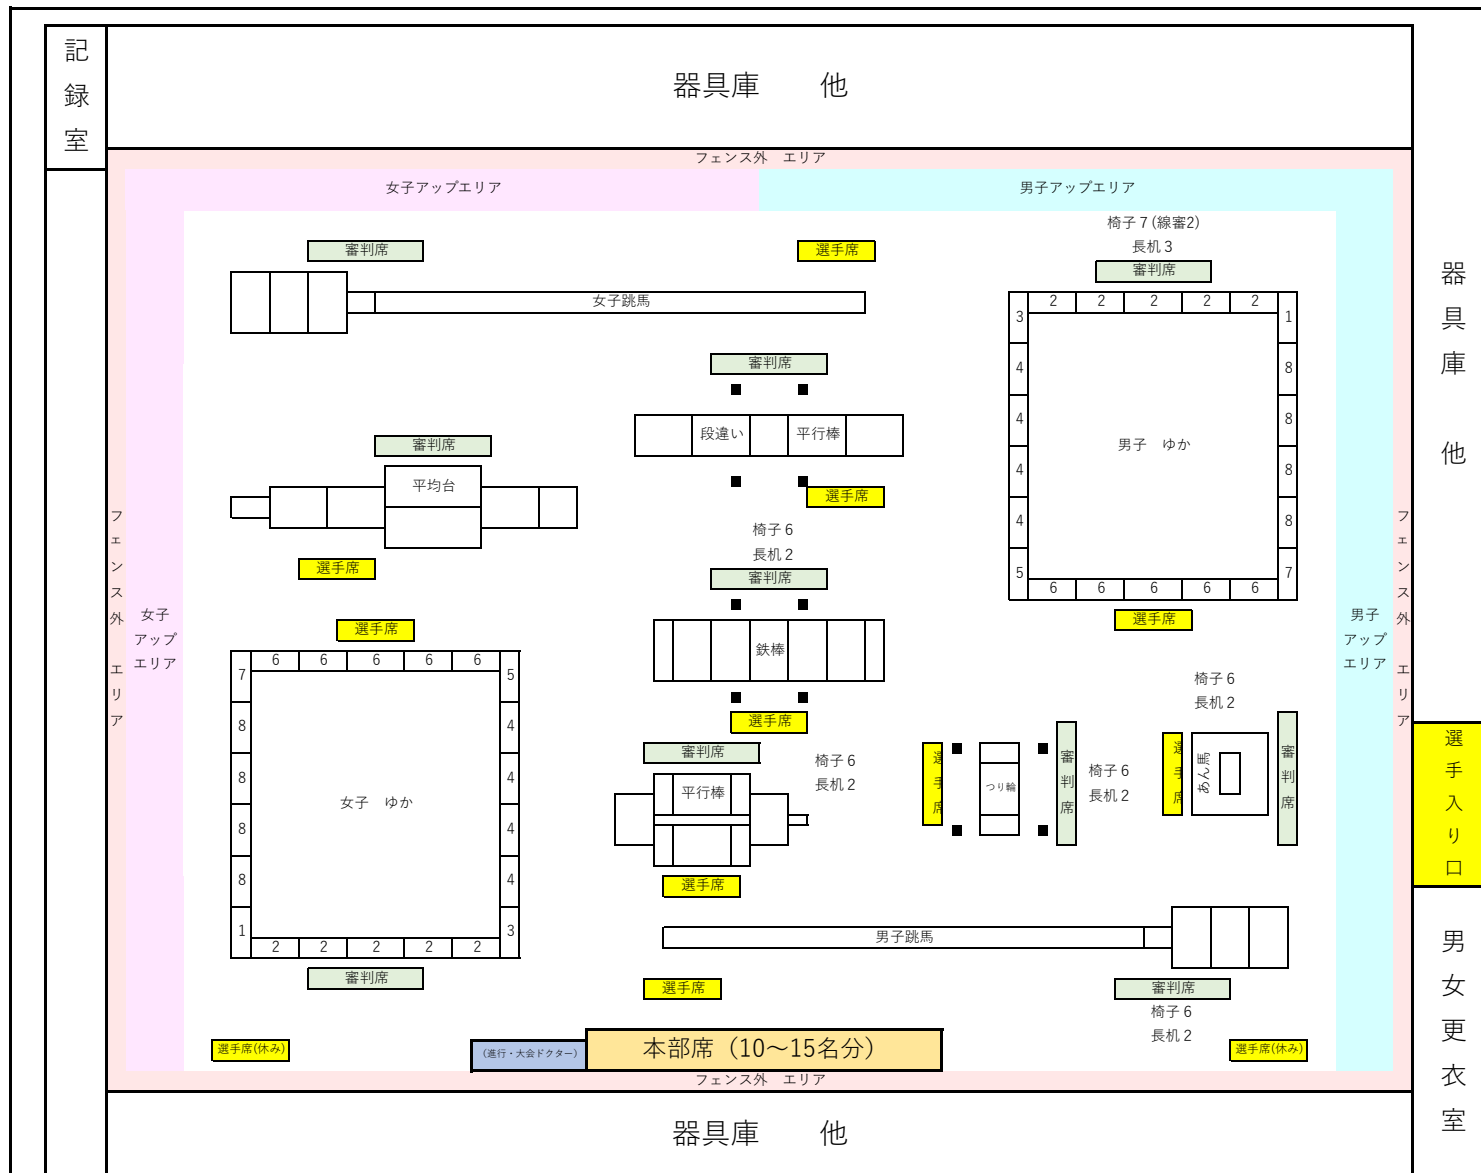 記録室
器具庫　　他
フェンス外　エリア
女子アップエリア
男子アップエリア
椅子７(線審2)
長机３
審判席
選手席
審判席
女子跳馬
2 2 2 2 2
3
4
4
4
4
5
1
8
8
8
8
7
男子　ゆか
6 6 6 6 6
選手席
審判席
段違い　平行棒
選手席
審判席
平均台
選手席
椅子６
長机２
審判席
鉄棒
選手席
選手席
6 6 6 6 6
7
8
8
8
8
1
5
4
4
4
4
3
女子　ゆか
2 2 2 2 2
審判席
審判席
椅子６
長机２
平行棒
選手席
選手席
つり輪
審判席
椅子６
長机２
椅子６
長机２
選手席
あん馬
審判席
男子跳馬
選手席
審判席
椅子６
長机２
選手席(休み)
(進行・大会ドクター)
本部席（10～15名分）
選手席(休み)
フェンス外　エリア
器具庫　　他
フェンス外　エリア
女子
アップ
エリア
男子
アップ
エリア
フェンス外　エリア
器具庫　他
選手入り口
男女更衣室